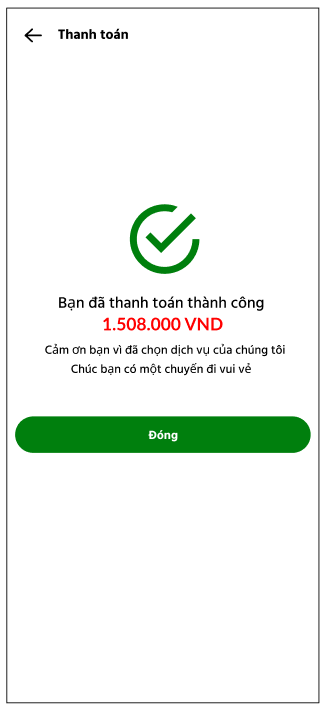 Thanh toán
Bạn đã thanh toán thành công
1.508.000 VND
Cảm ơn bạn vì đã chọn dịch vụ của chúng tôi
Chúc bạn có một chuyến đi vui vẻ
Đóng